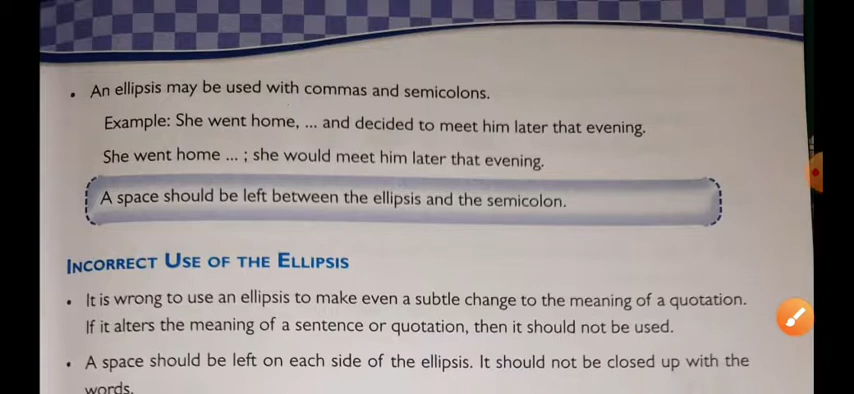 • An ellipsis may be used with commas and semicolons.
Example: She went home, ... and decided to meet him later that evening.
She went home ... ; she would meet him later that evening.
A space should be left between the ellipsis and the semicolon.
INCORRECT USE OF THE ELLIPSIS
• It is wrong to use an ellipsis to make even a subtle change to the meaning of a quotation.
If it alters the meaning of a sentence or quotation, then it should not be used.
• A space should be left on each side of the ellipsis. It should not be closed up with the
words.